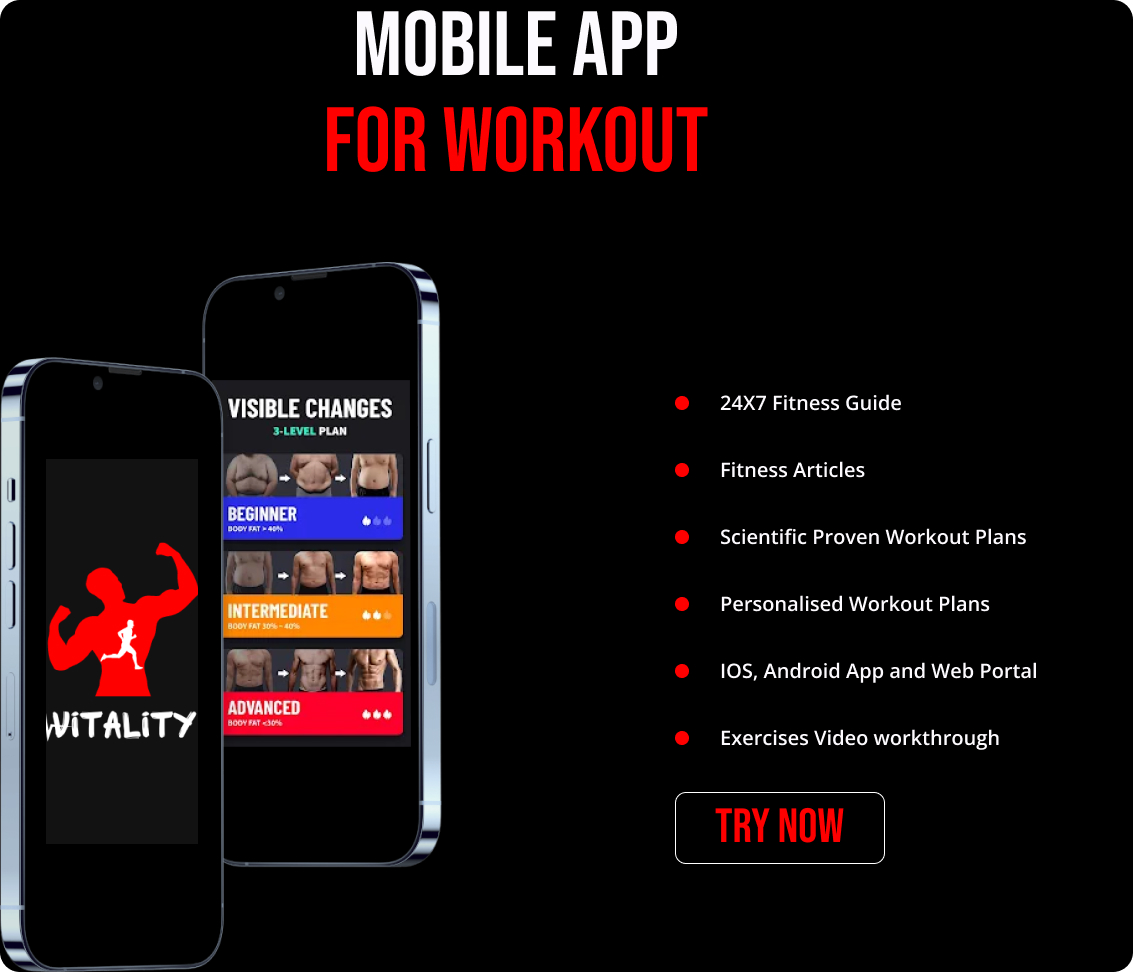 MOBILE APP
FOR WORKOUT
VISIBLE CHANGES
3-LEVEL PLAN
BEGINNER
BODY FAT > 40%
INTERMEDIATE
BODY FAT 30% - 40%
ADVANCED
BODY FAT <30%
WiTALiTY
24X7 Fitness Guide
Fitness Articles
Scientific Proven Workout Plans
Personalised Workout Plans
IOS, Android App and Web Portal
Exercises Video workthrough
TRY NOW